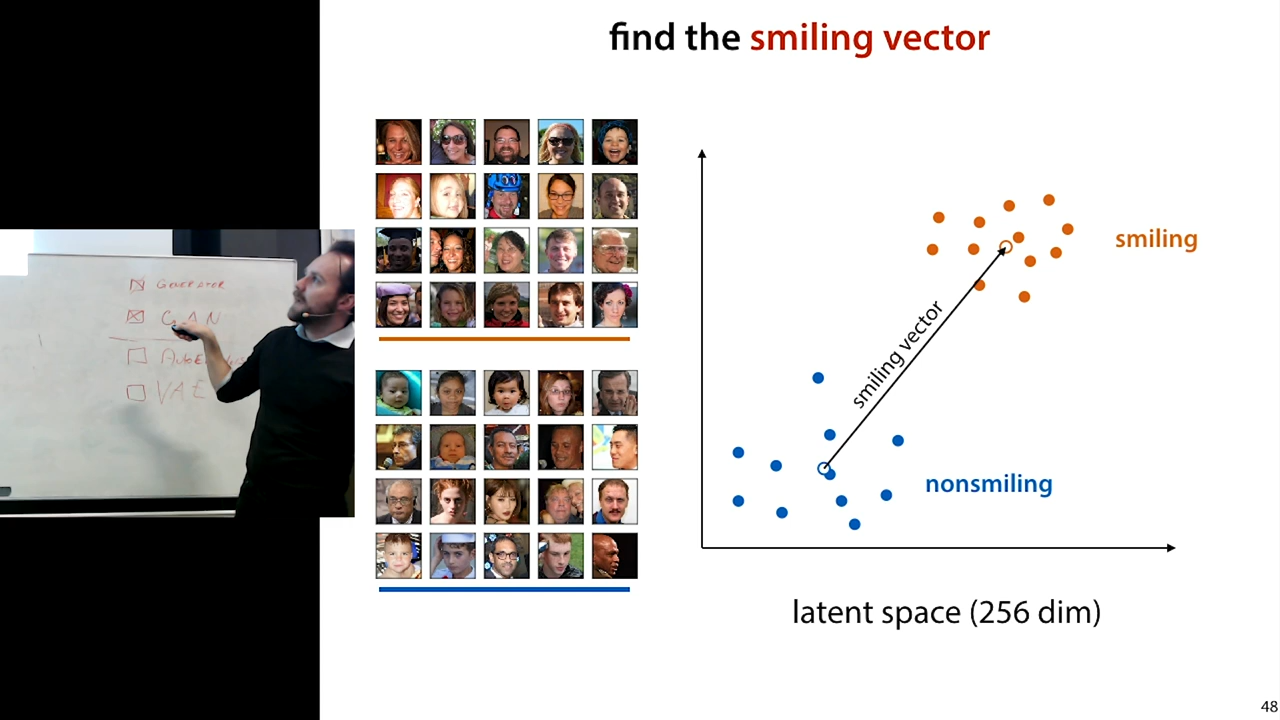 find the smiling vector
GENERATOR
GAN
VAE
smiling
smiling vector
nonsmiling
latent space (256 dim)
48